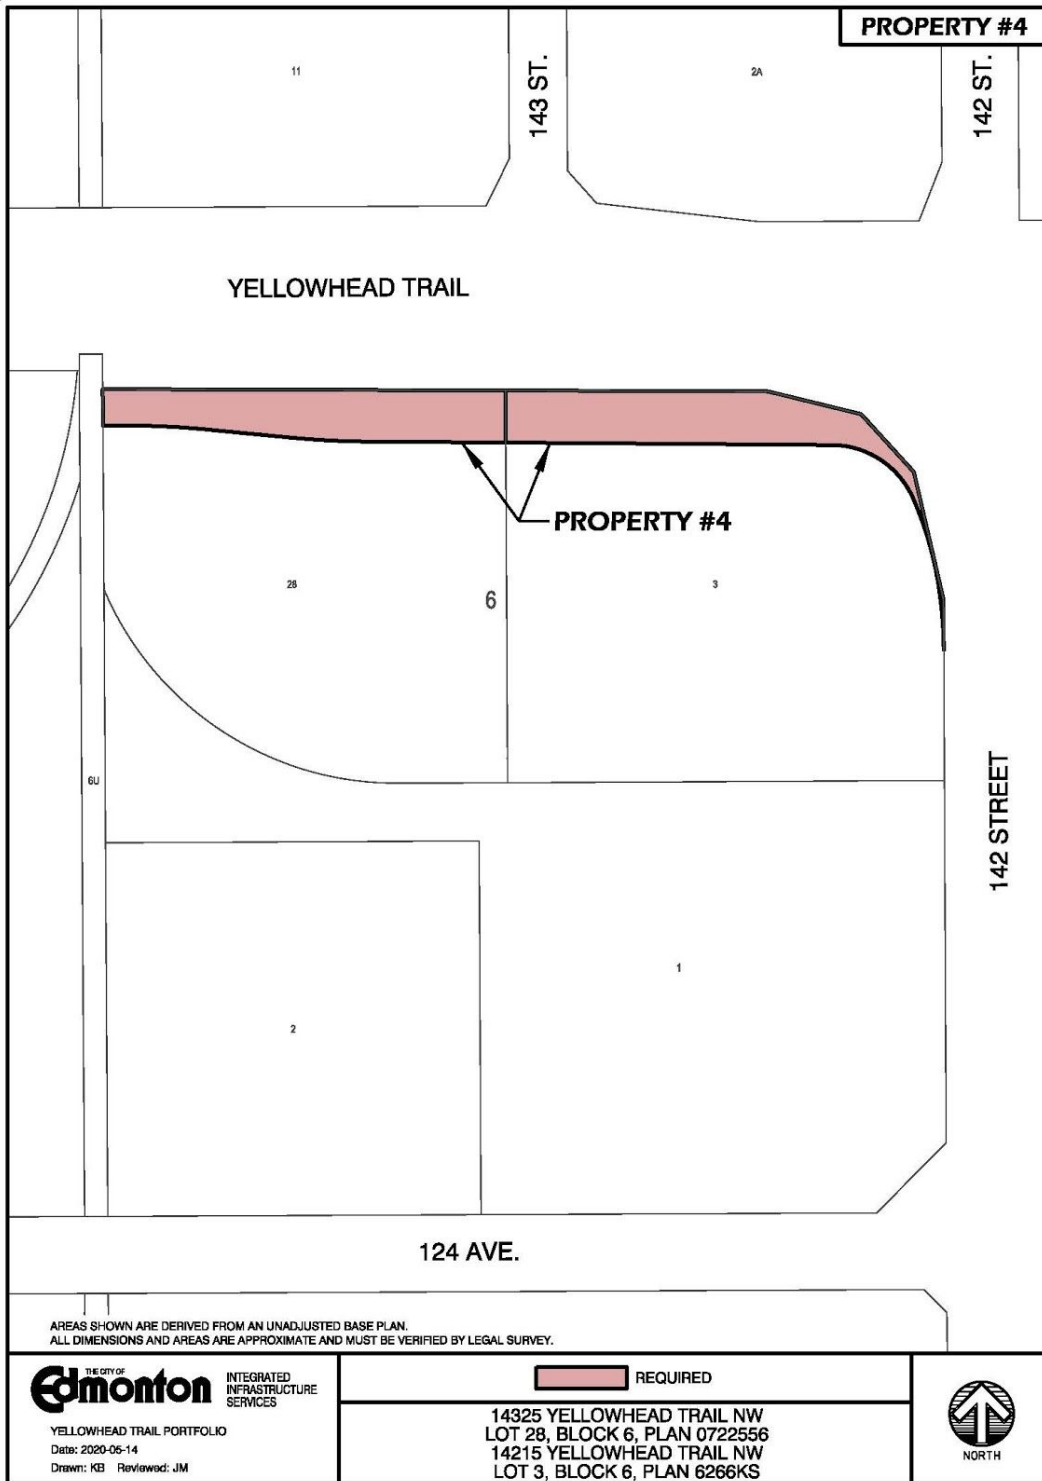 PROPERTY #4
11
143 ST.
2A
142 ST.
YELLOWHEAD TRAIL
PROPERTY #4
28
6
3
6U
142 STREET
1
2
124 AVE.
AREAS SHOWN ARE DERIVED FROM AN UNADJUSTED BASE PLAN.
ALL DIMENSIONS AND AREAS ARE APPROXIMATE AND MUST BE VERIFIED BY LEGAL SURVEY.
THE CITY OF
Edmonton
INTEGRATED
INFRASTRUCTURE
SERVICES
YELLOWHEAD TRAIL PORTFOLIO
Date: 2020-05-14
Drawn: KB Reviewed: JM
REQUIRED
14325 YELLOWHEAD TRAIL NW
LOT 28, BLOCK 6, PLAN 0722556
14215 YELLOWHEAD TRAIL NW
LOT 3, BLOCK 6, PLAN 6266KS
NORTH